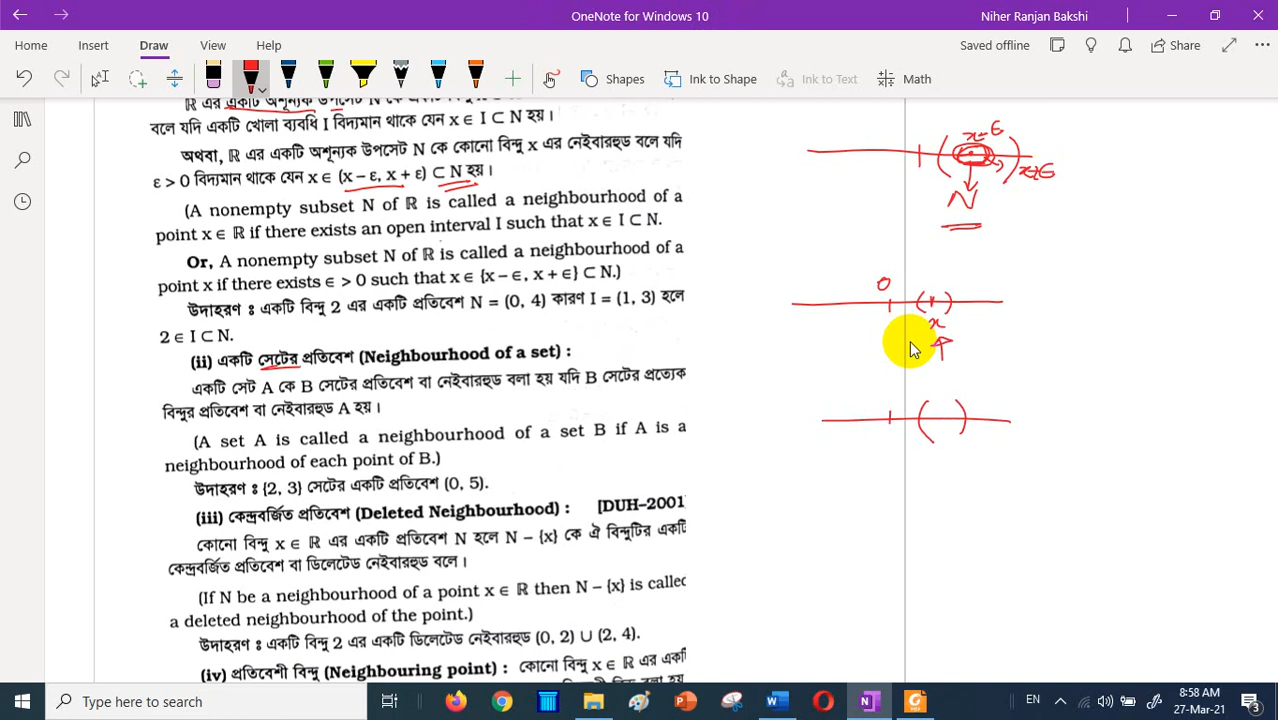 OneNote for Windows 10
Niher Ranjan Bakshi
Home Insert Draw View Help
Saved offline
Share
Shapes
Ink to Shape
Ink to Text
Math
বলে যদি একটি খোলা ব্যবধি I বিদ্যমান থাকে যেন x ∈ I ⊂ N হয়।
অথবা, ℝ এর একটি অশূন্যক উপসেট N কে কোনো বিন্দু x এর নেইবারহুড বলে যদি
ε > 0 বিদ্যমান থাকে যেন x ∈ (x – ε, x + ε) ⊂ N হয়।
(A nonempty subset N of ℝ is called a neighbourhood of a
point x ∈ ℝ if there exists an open interval I such that x ∈ I ⊂ N.
Or, A nonempty subset N of ℝ is called a neighbourhood of a
point x if there exists ∈ > 0 such that x ∈ {x – ∈, x + ∈} ⊂ N.)
উদাহরণ ঃ একটি বিন্দু 2 এর একটি প্রতিবেশ N = (0, 4) কারণ I = (1, 3) হলে
2 ∈ I ⊂ N.
(ii) একটি সেটের প্রতিবেশ (Neighbourhood of a set) :
একটি সেট A কে B সেটের প্রতিবেশ বা নেইবারহুড বলা হয় যদি B সেটের প্রত্যেক
বিন্দুর প্রতিবেশ বা নেইবারহুড A হয়।
(A set A is called a neighbourhood of a set B if A is a
neighbourhood of each point of B.)
উদাহরণ ঃ {2, 3} সেটের একটি প্রতিবেশ (0, 5).
(iii) কেন্দ্রবর্জিত প্রতিবেশ (Deleted Neighbourhood) : [DUH–2001]
কোনো বিন্দু x ∈ ℝ এর একটি প্রতিবেশ N হলে N – {x} কে ঐ বিন্দুটির একটি
কেন্দ্রবর্জিত প্রতিবেশ বা ডিলেটেড নেইবারহুড বলে।
(If N be a neighbourhood of a point x ∈ ℝ then N – {x} is called
a deleted neighbourhood of the point.)
উদাহরণ ঃ একটি বিন্দু 2 এর একটি ডিলেটেড নেইবারহুড (0, 2) ∪ (2, 4).
(iv) প্রতিবেশী বিন্দু (Neighbouring point) : কোনো বিন্দু x ∈ ℝ এর একটি
N
0
x
Type here to search
EN
8:58 AM
27-Mar-21
3